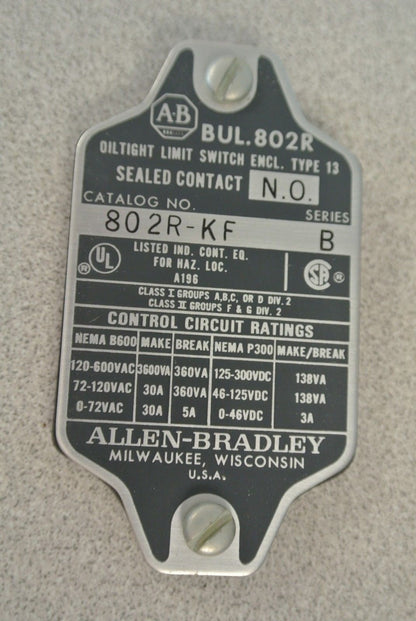 A-B
BUL. 802R
OILTIGHT LIMIT SWITCH ENCL. TYPE 13
SEALED CONTACT N.O.
CATALOG NO. SERIES
802R-KF B
UL ® LISTED IND. CONT. EQ. SA ®
FOR HAZ. LOC.
A196
CLASS I GROUPS A,B,C, OR D DIV. 2
CLASS II GROUPS F & G DIV. 2
CONTROL CIRCUIT RATINGS
NEMA B600 MAKE BREAK NEMA P300 MAKE/BREAK
120-600VAC 3600VA 360VA 125-300VDC 138VA
72-120VAC 30A 360VA 46-125VDC 138VA
0-72VAC 30A 5A 0-46VDC 3A
ALLEN-BRADLEY
MILWAUKEE, WISCONSIN
U.S.A.